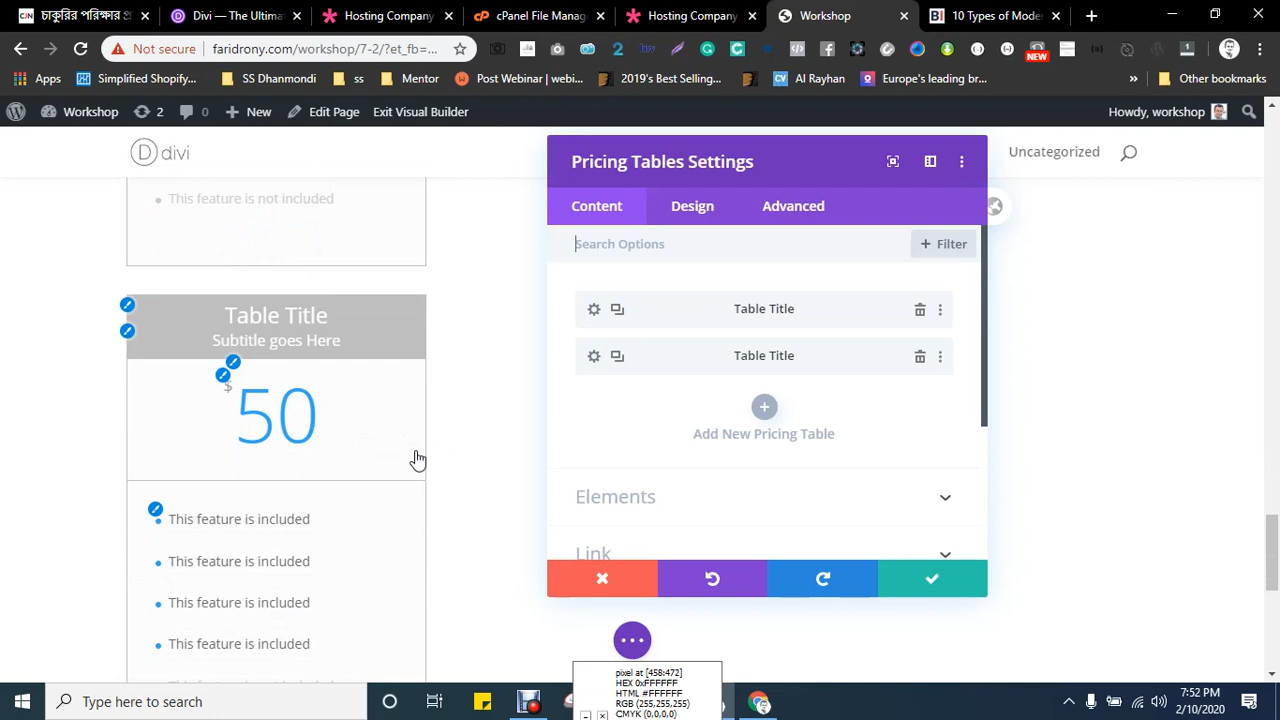 চাকুরির পরীক্ষার
Divi — The Ultima
Hosting Company
cPanel File Manag
Hosting Company
Workshop
10 Types of Moder
Not secure
faridrony.com/workshop/7-2/?et_fb=...
Apps
Simplified Shopify...
SS Dhanmondi
ss
Mentor
Post Webinar | webi...
2019's Best Selling...
CV
Al Rayhan
Europe's leading br...
»
Other bookmarks
Workshop
2
0
New
Edit Page
Exit Visual Builder
Howdy, workshop
D divi
Uncategorized
This feature is not included
Table Title
Subtitle goes Here
$
50
This feature is included
This feature is included
This feature is included
This feature is included
Pricing Tables Settings
Content
Design
Advanced
Search Options
+ Filter
Table Title
Table Title
Add New Pricing Table
Elements
Link
pixel at [458:472]
HEX 0xFFFFFF
HTML #FFFFFF
RGB (255,255,255)
CMYK (0,0,0,0)
Type here to search
7:52 PM
2/10/2020